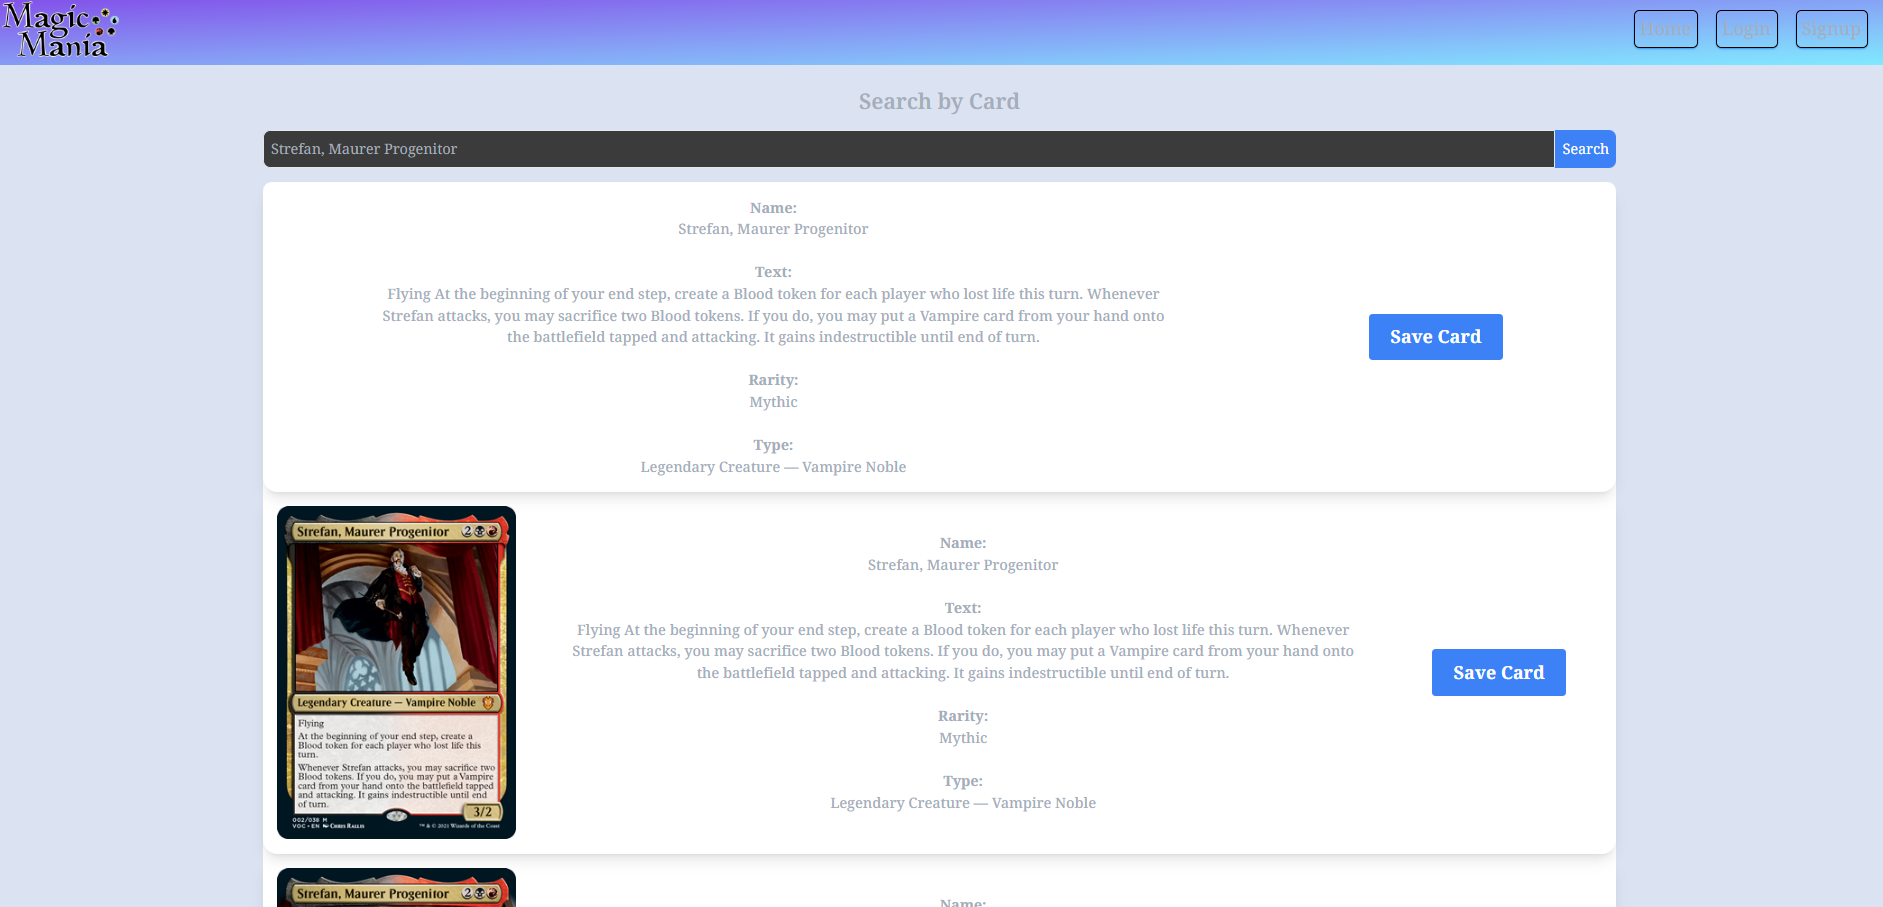 Magic
Mania
Home
Login
Signup
Search by Card
Strefan, Maurer Progenitor
Search
Name:
Strefan, Maurer Progenitor
Text:
Flying At the beginning of your end step, create a Blood token for each player who lost life this turn. Whenever
Strefan attacks, you may sacrifice two Blood tokens. If you do, you may put a Vampire card from your hand onto
the battlefield tapped and attacking. It gains indestructible until end of turn.
Rarity:
Mythic
Type:
Legendary Creature — Vampire Noble
Save Card
Strefan, Maurer Progenitor 2
Legendary Creature — Vampire Noble
Flying
At the beginning of your end step, create a
Blood token for each player who lost life this
turn.
Whenever Strefan attacks, you may sacrifice two
Blood tokens. If you do, you may put a Vampire
card from your hand onto the battlefield tapped
and attacking. It gains indestructible until end
of turn.
3/2
002/038 M
VOC • EN Chris Rallis
™ & © 2021 Wizards of the Coast
Name:
Strefan, Maurer Progenitor
Text:
Flying At the beginning of your end step, create a Blood token for each player who lost life this turn. Whenever
Strefan attacks, you may sacrifice two Blood tokens. If you do, you may put a Vampire card from your hand onto
the battlefield tapped and attacking. It gains indestructible until end of turn.
Rarity:
Mythic
Type:
Legendary Creature — Vampire Noble
Save Card
Strefan, Maurer Progenitor 2
Name: